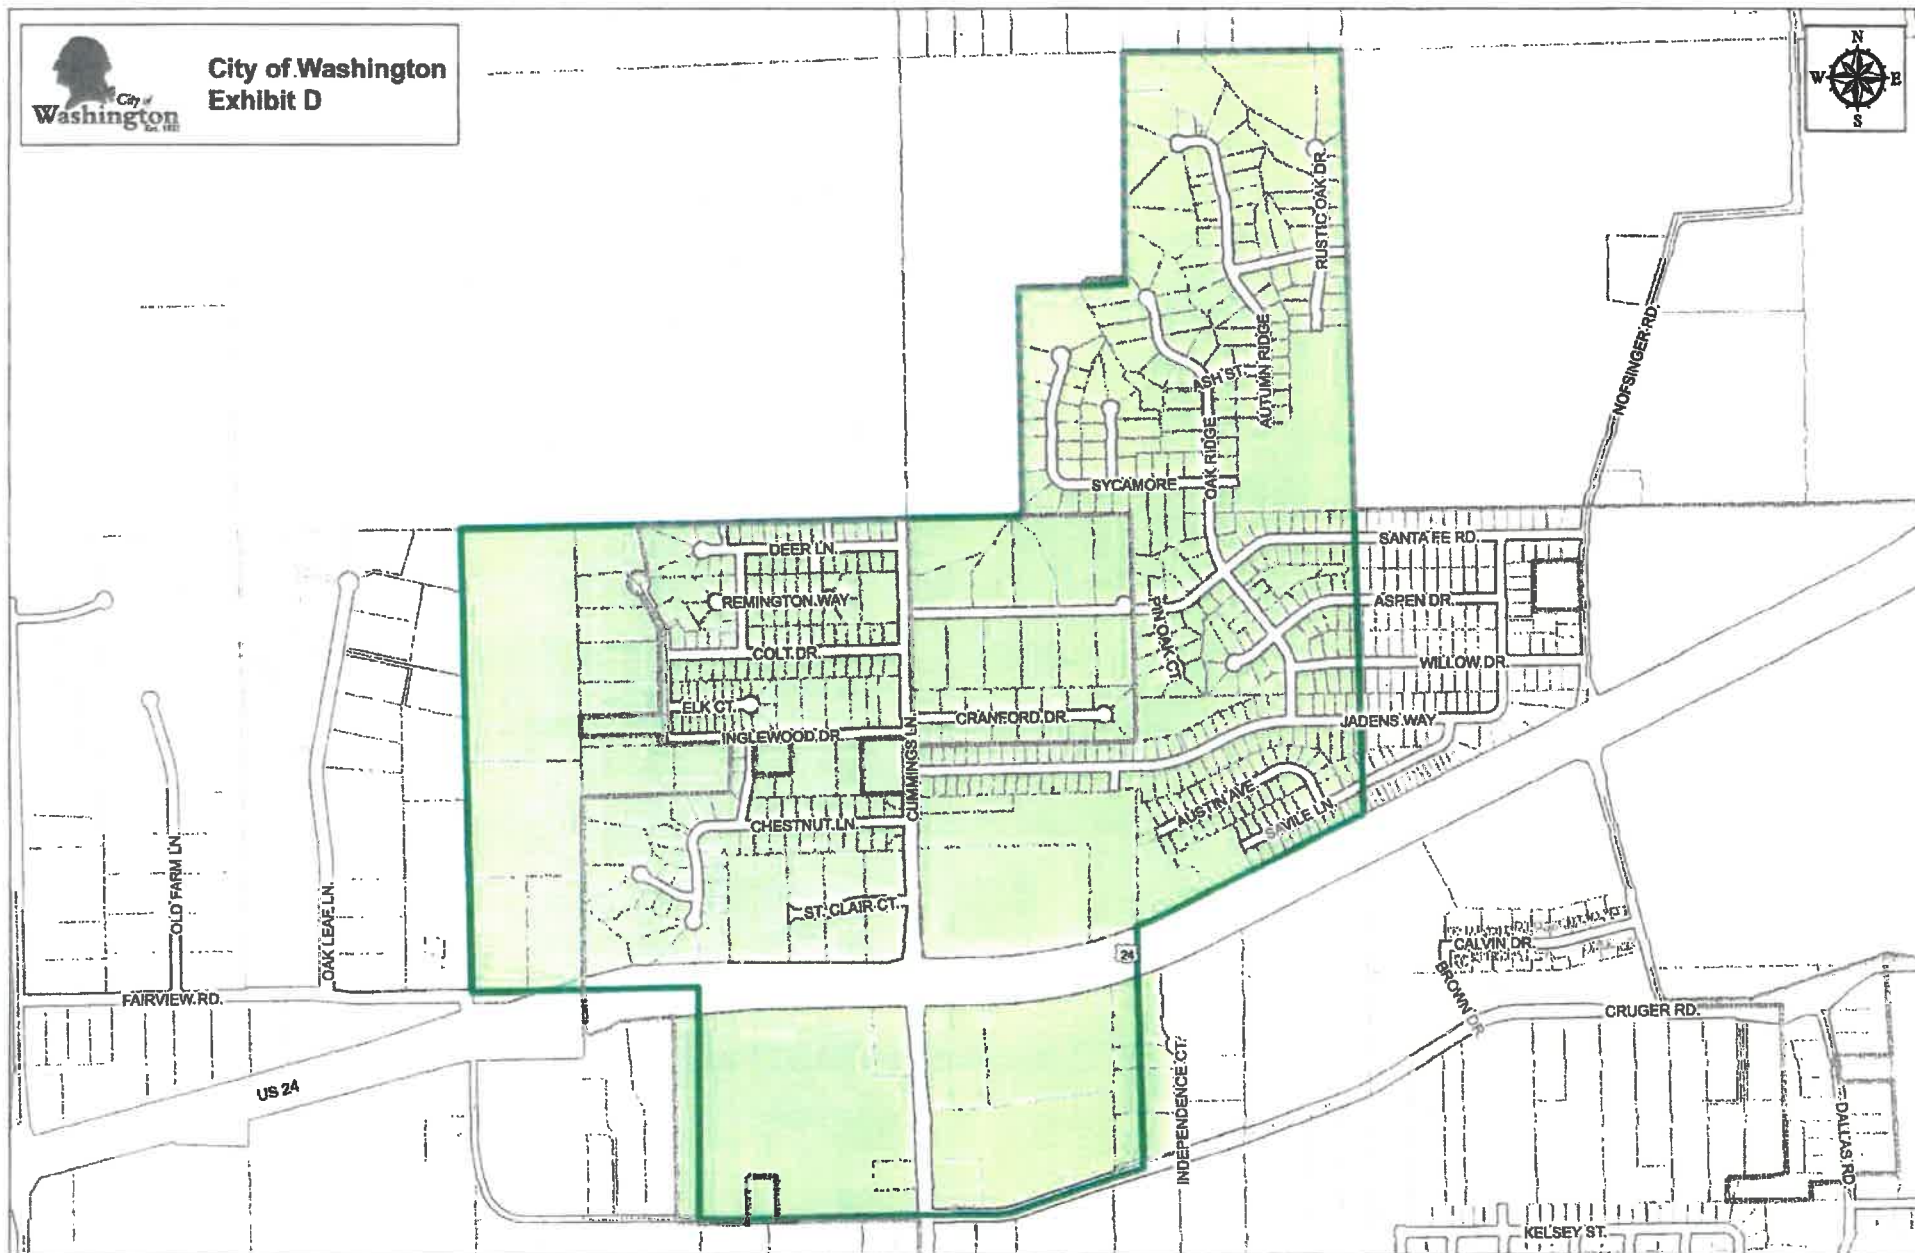 City of Washington
Exhibit D
City of
Washington
N
W
E
S
RUSTIC OAK DR.
NOFSINGER RD.
AUTUMN RIDGE
ASH ST.
OAK RIDGE
SYCAMORE
SANTA FE RD.
DEER LN.
REMINGTON WAY
ASPEN DR.
PIN OAK CT.
COLT DR.
WILLOW DR.
ELK CT.
CRANFORD DR.
JADENS WAY
INGLEWOOD DR.
CUMMINGS LN.
AUSTIN AVE.
SAVILE LN.
CHESTNUT LN.
OLD FARM LN.
OAK LEAF LN.
ST. CLAIR CT.
24
CALVIN DR.
BROWN DR.
FAIRVIEW RD.
CRUGER RD.
US 24
INDEPENDENCE CT.
DALLAS RD
KELSEY ST.